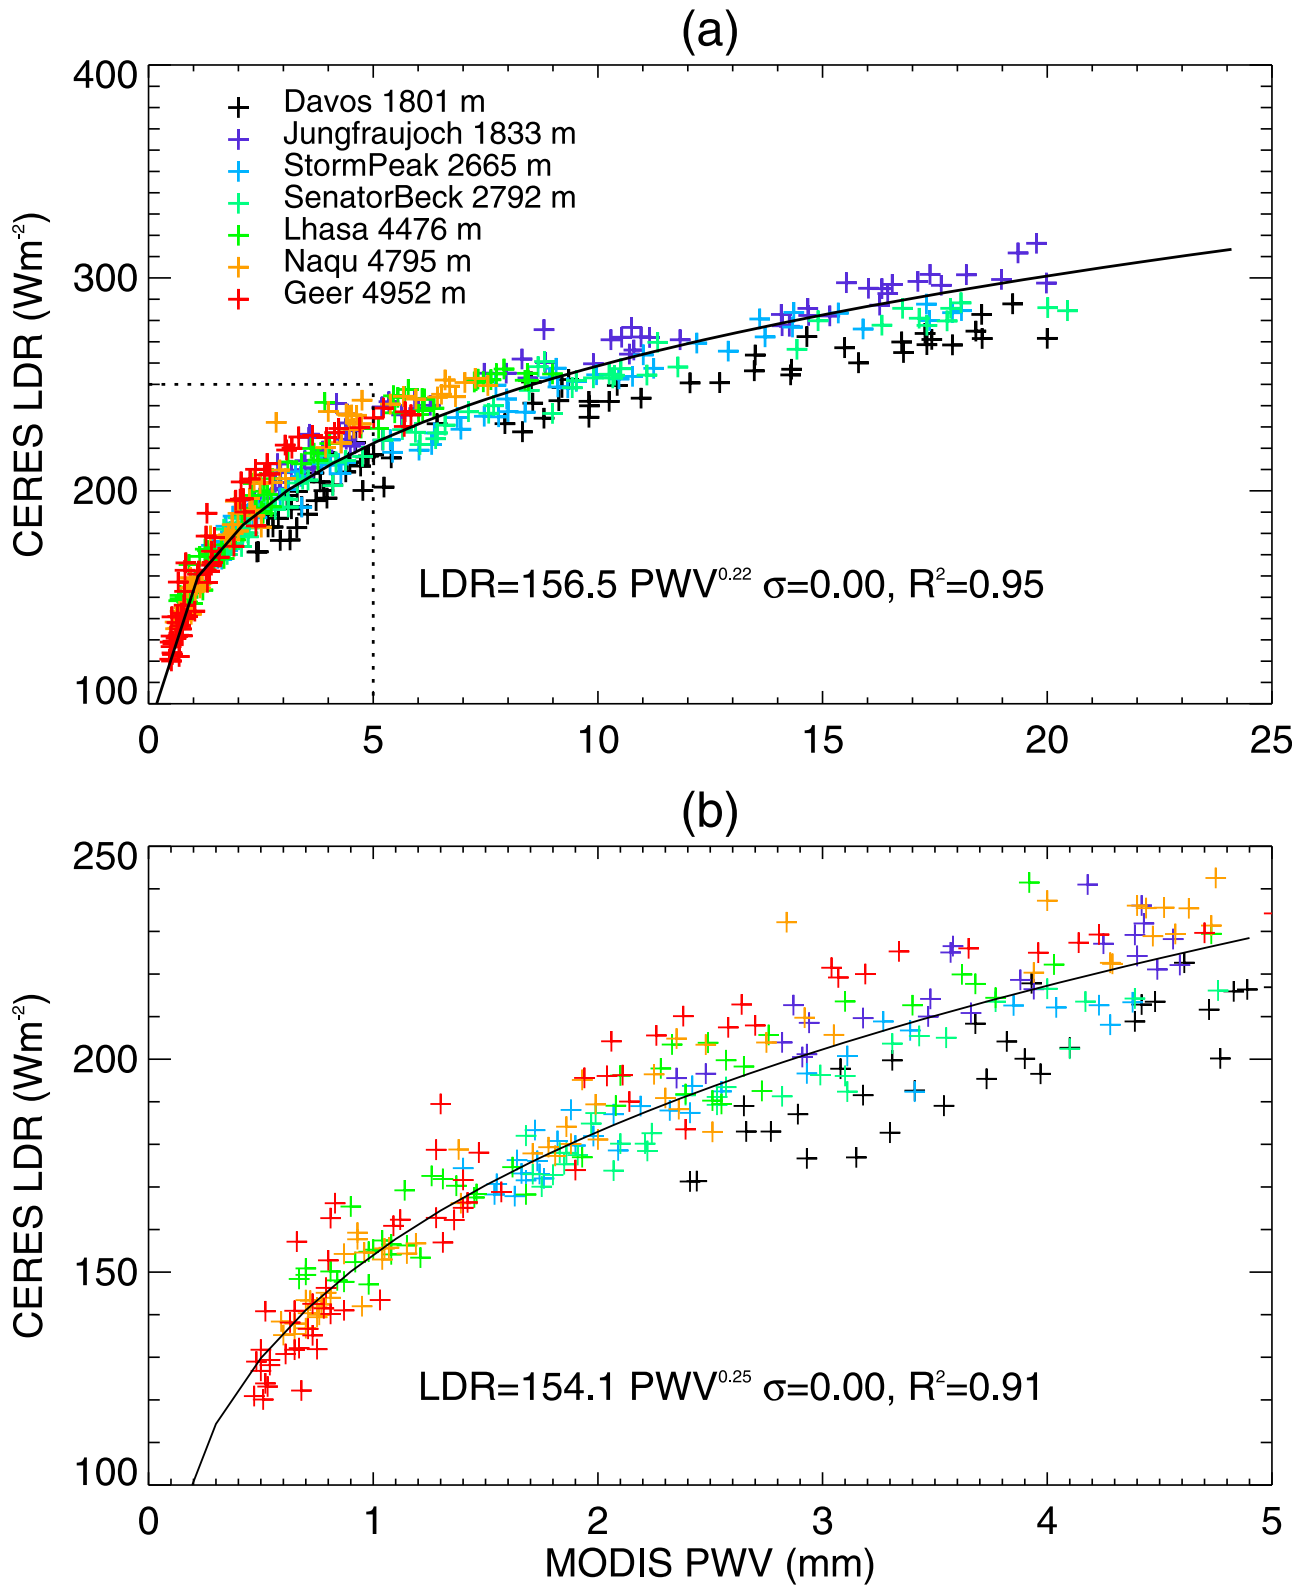 (a)
CERES LDR (Wm⁻²)
400
300
200
100
Davos 1801 m
Jungfraujoch 1833 m
StormPeak 2665 m
SenatorBeck 2792 m
Lhasa 4476 m
Naqu 4795 m
Geer 4952 m
LDR=156.5 PWV⁰·²² σ=0.00, R²=0.95
0 5 10 15 20 25
(b)
CERES LDR (Wm⁻²)
250
200
150
100
LDR=154.1 PWV⁰·²⁵ σ=0.00, R²=0.91
0 1 2 3 4 5
MODIS PWV (mm)